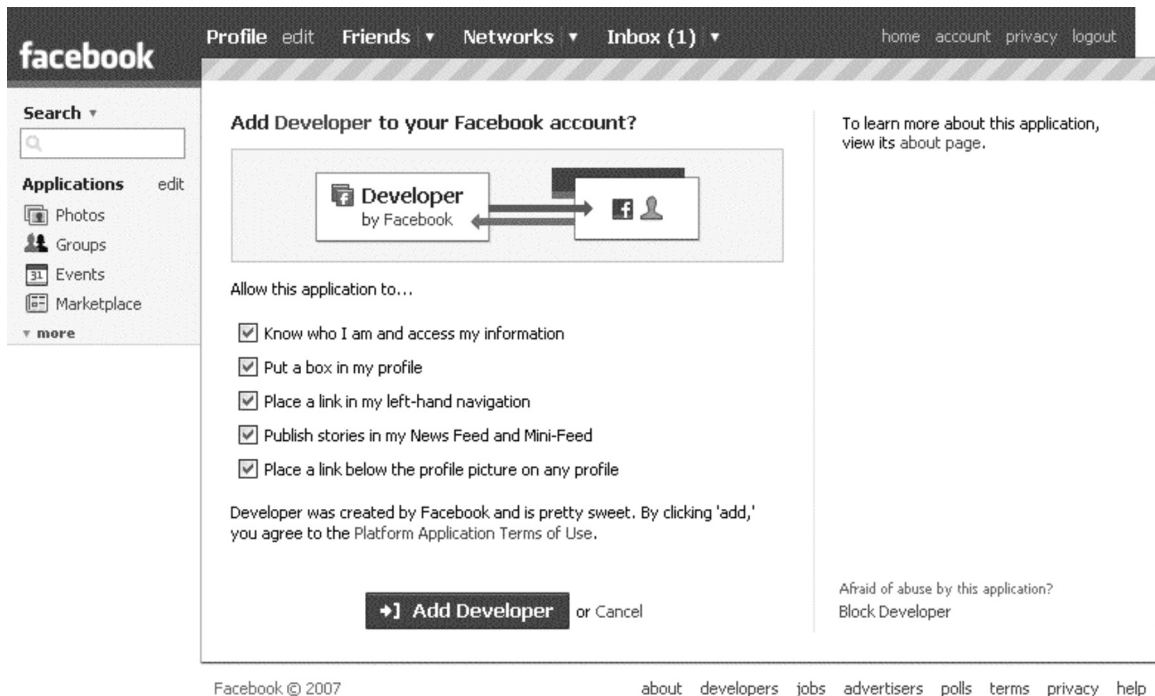 facebook
Profile edit Friends ▼ Networks ▼ Inbox (1) ▼ home account privacy logout
Search ▼
Applications edit
Photos
Groups
31 Events
Marketplace
▼ more
Add Developer to your Facebook account?
Developer
by Facebook
Allow this application to...
Know who I am and access my information
Put a box in my profile
Place a link in my left-hand navigation
Publish stories in my News Feed and Mini-Feed
Place a link below the profile picture on any profile
Developer was created by Facebook and is pretty sweet. By clicking 'add,'
you agree to the Platform Application Terms of Use.
Add Developer or Cancel
To learn more about this application,
view its about page.
Afraid of abuse by this application?
Block Developer
Facebook © 2007 about developers jobs advertisers polls terms privacy help